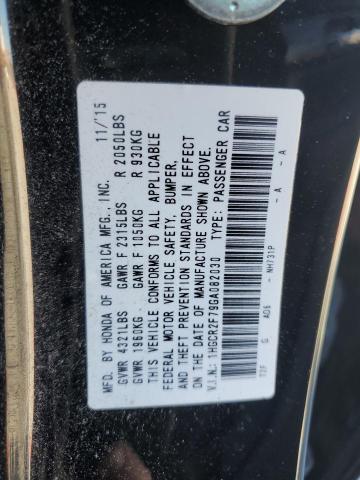 MFD. BY HONDA OF AMERICA MFG., INC. 11/15
GVWR 4321LBS GAWR F 2315LBS R 2050LBS
GVWR 1960KG GAWR F 1050KG R 930KG
THIS VEHICLE CONFORMS TO ALL APPLICABLE
FEDERAL MOTOR VEHICLE SAFETY, BUMPER,
AND THEFT PREVENTION STANDARDS IN EFFECT
ON THE DATE OF MANUFACTURE SHOWN ABOVE.
V.I.N.: 1HGCR2F79GA082030 TYPE: PASSENGER CAR
T2F G AD6 - NH731P - A - A